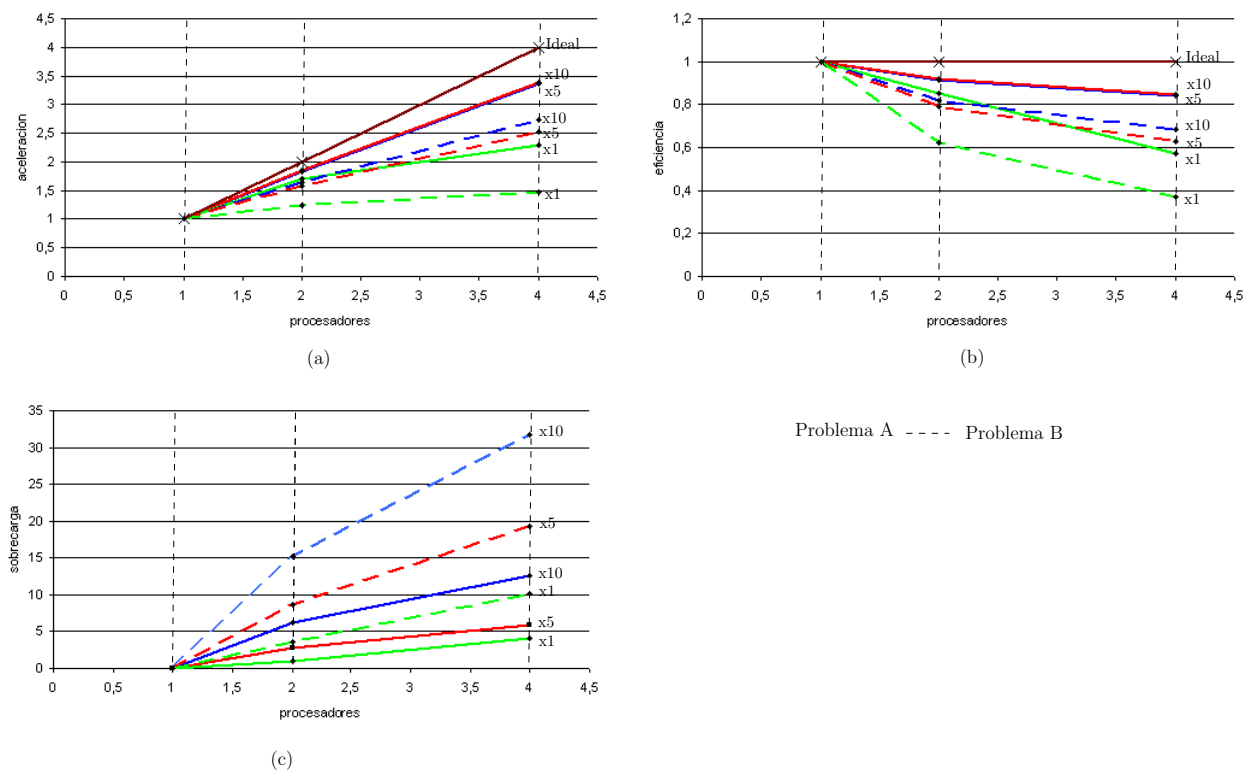 4,5
4
3,5
3
2,5
2
1,5
1
0,5
0
aceleracion
Ideal
x10
x5
x10
x5
x1
x1
0 0,5 1 1,5 2 2,5 3 3,5 4 4,5
procesadores
(a)
1,2
1
0,8
0,6
0,4
0,2
0
eficiencia
Ideal
x10
x5
x10
x5
x1
x1
0 0,5 1 1,5 2 2,5 3 3,5 4 4,5
procesadores
(b)
35
30
25
20
15
10
5
0
sobrecarga
x10
x5
x10
x1
x5
x1
0 0,5 1 1,5 2 2,5 3 3,5 4 4,5
procesadores
(c)
Problema A ---- Problema B